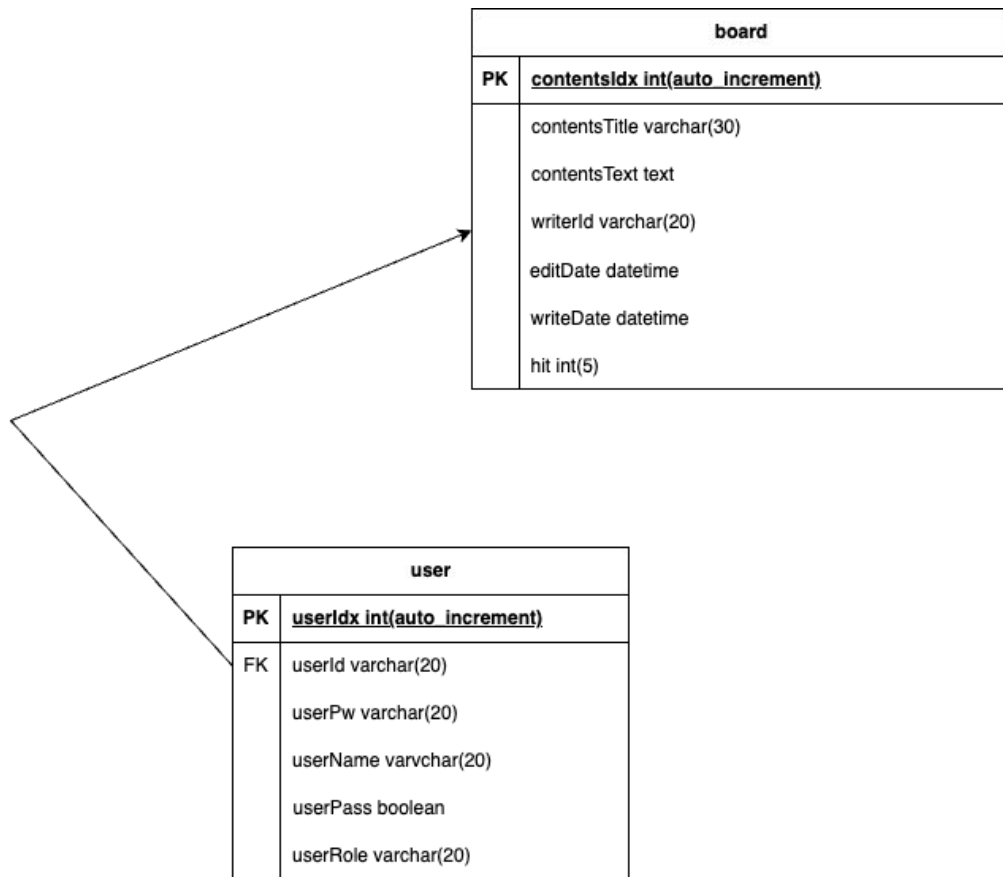 board
PK contentsIdx int(auto_increment)
contentsTitle varchar(30)
contentsText text
writerId varchar(20)
editDate datetime
writeDate datetime
hit int(5)
user
PK userIdx int(auto_increment)
FK userId varchar(20)
userPw varchar(20)
userName varvchar(20)
userPass boolean
userRole varchar(20)